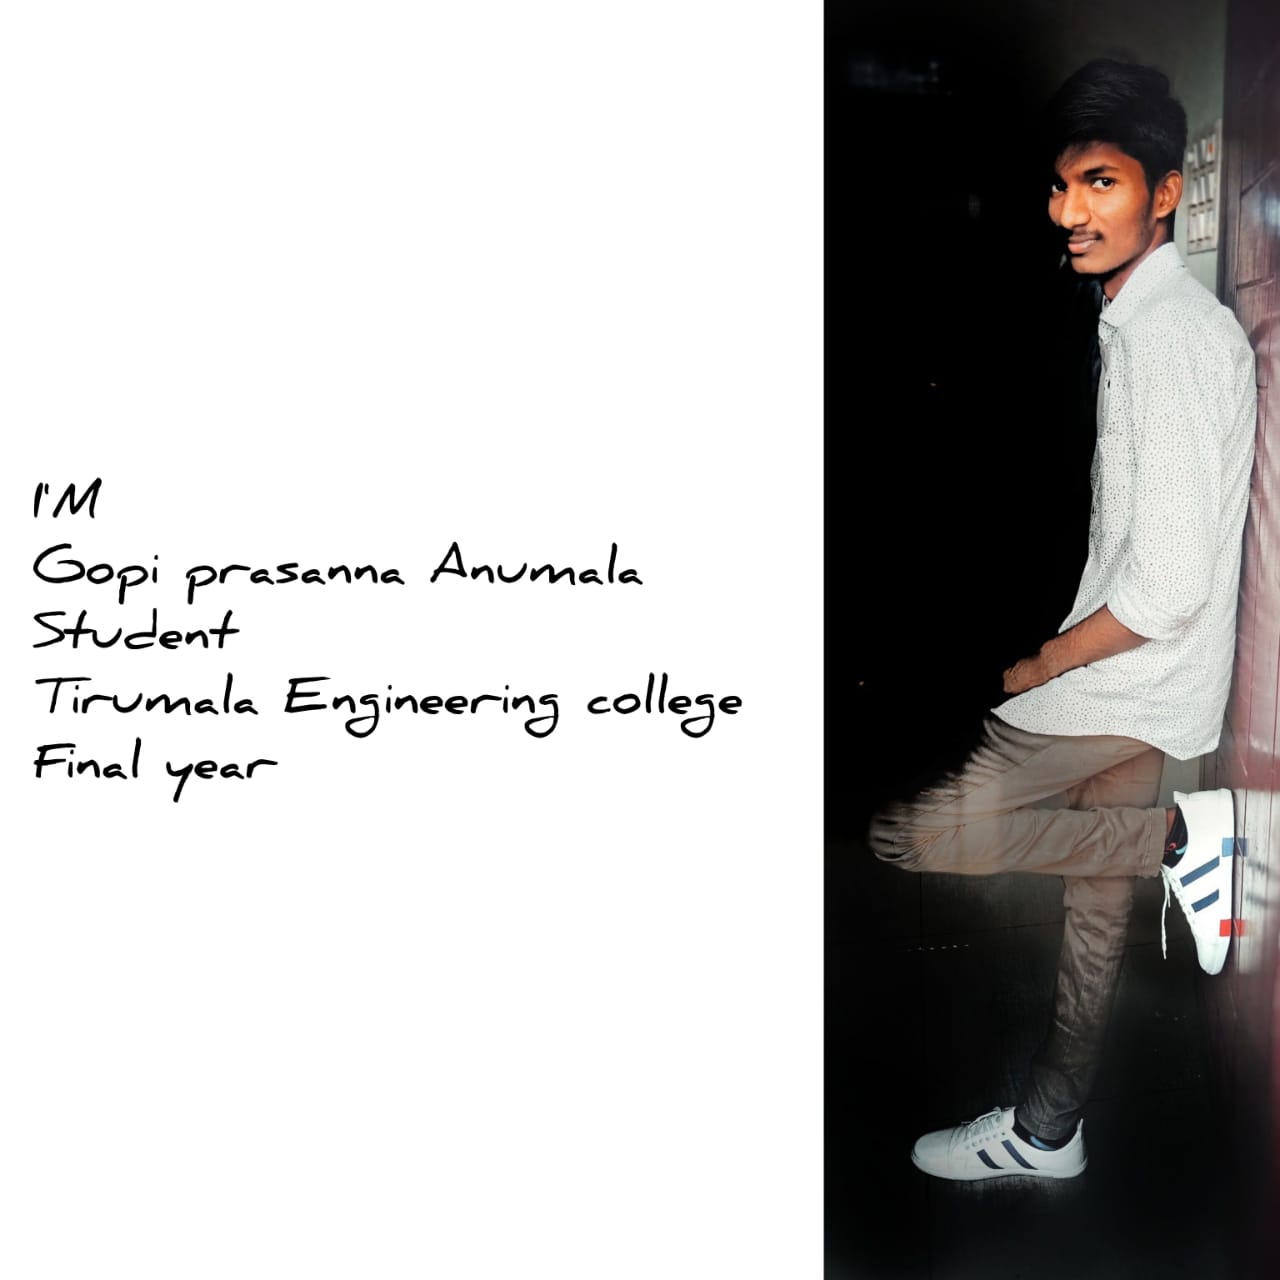 I'M
Gopi prasanna Anumala
Student
Tirumala Engineering college
Final year